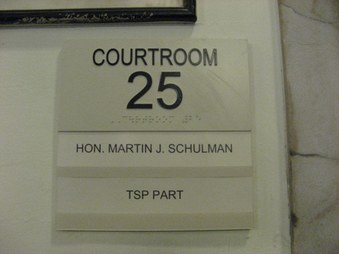 COURTROOM
25
HON. MARTIN J. SCHULMAN
TSP PART